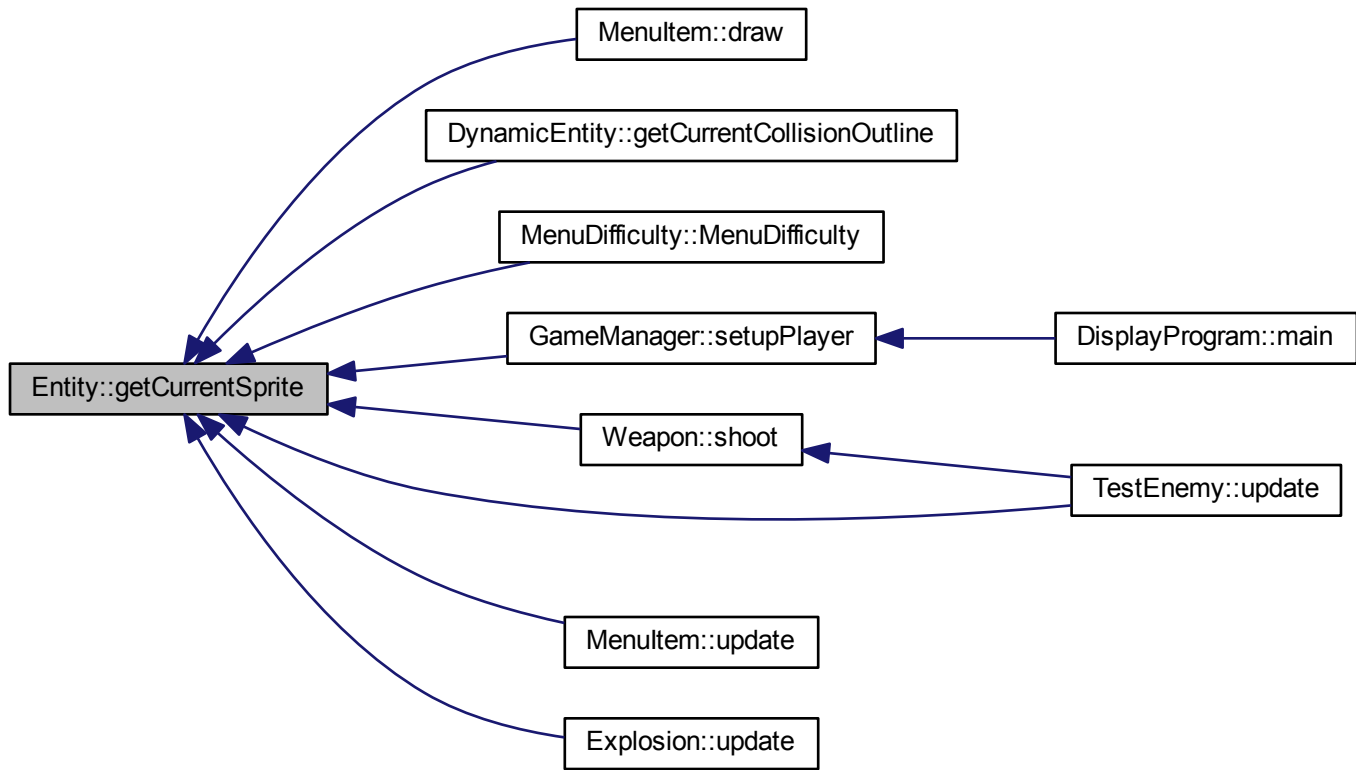 MenuItem::draw
DynamicEntity::getCurrentCollisionOutline
MenuDifficulty::MenuDifficulty
GameManager::setupPlayer
DisplayProgram::main
Entity::getCurrentSprite
Weapon::shoot
TestEnemy::update
MenuItem::update
Explosion::update